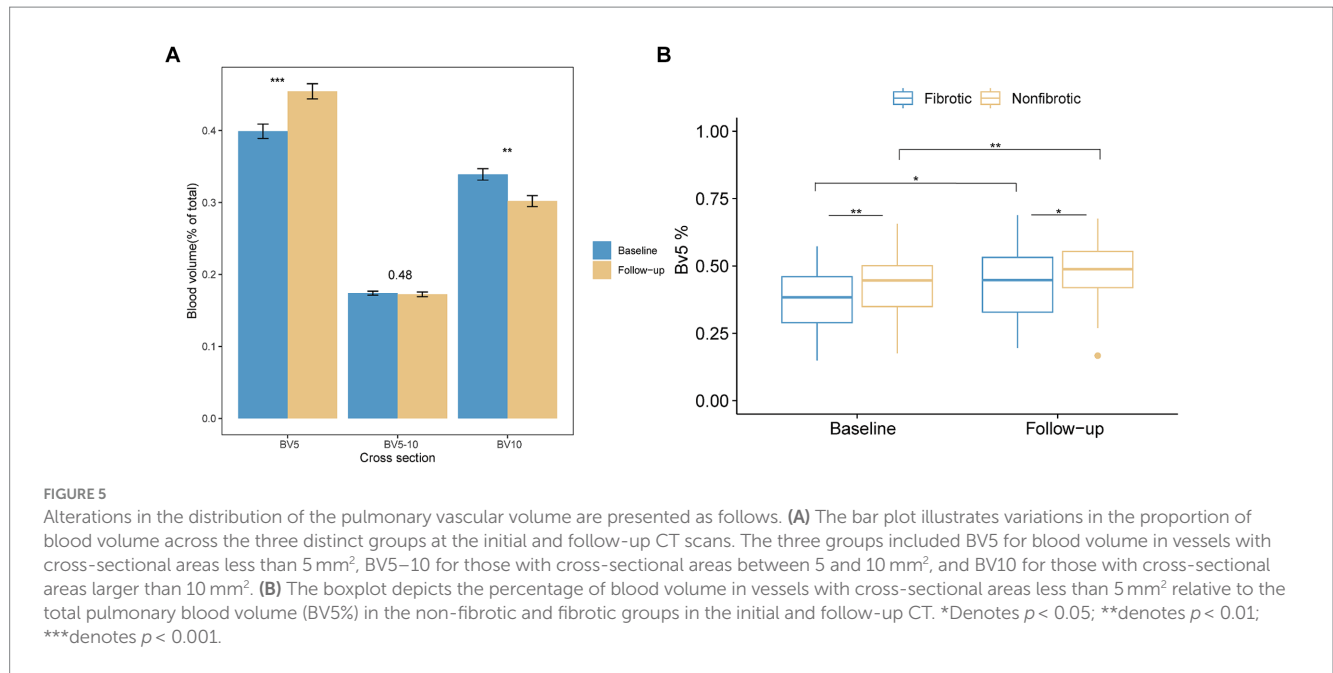 A
***
0.48
**
0.4
0.3
0.2
0.1
0.0
Blood volume(% of total)
BV5
BV5-10
BV10
Cross section
Baseline
Follow-up
B
Fibrotic
Nonfibrotic
**
*
**
*
1.00
0.75
0.50
0.25
0.00
Bv5 %
Baseline
Follow−up
FIGURE 5
Alterations in the distribution of the pulmonary vascular volume are presented as follows. (A) The bar plot illustrates variations in the proportion of
blood volume across the three distinct groups at the initial and follow-up CT scans. The three groups included BV5 for blood volume in vessels with
cross-sectional areas less than 5 mm², BV5–10 for those with cross-sectional areas between 5 and 10 mm², and BV10 for those with cross-sectional
areas larger than 10 mm². (B) The boxplot depicts the percentage of blood volume in vessels with cross-sectional areas less than 5 mm² relative to the
total pulmonary blood volume (BV5%) in the non-fibrotic and fibrotic groups in the initial and follow-up CT. *Denotes p < 0.05; **denotes p < 0.01;
***denotes p < 0.001.